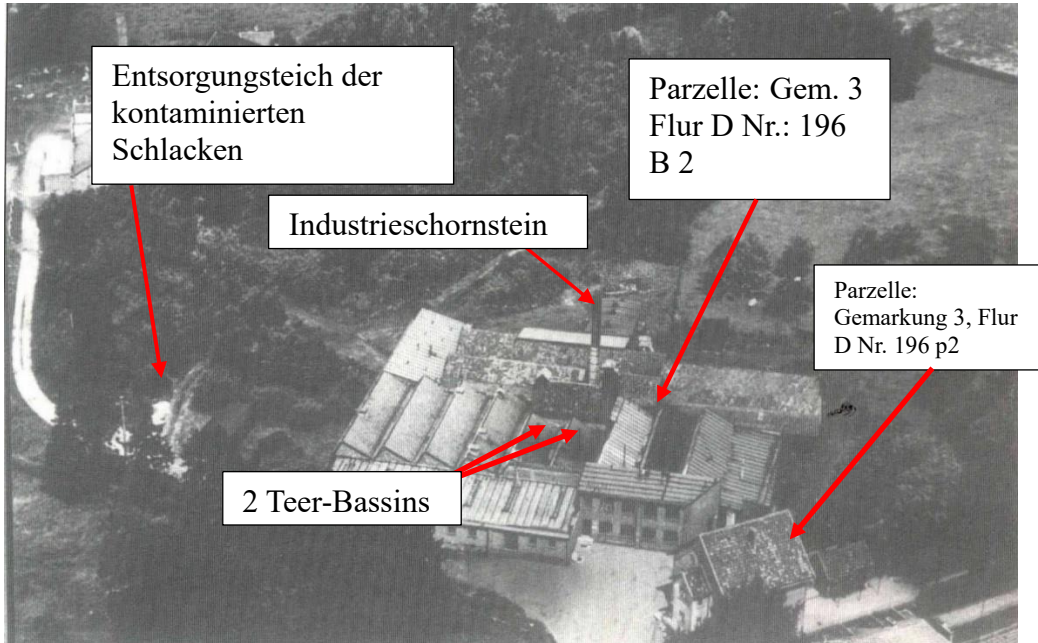 Entsorgungsteich der
kontaminierten
Schlacken
Parzelle: Gem. 3
Flur D Nr.: 196
B 2
Industrieschornstein
Parzelle:
Gemarkung 3, Flur
D Nr. 196 p2
2 Teer-Bassins